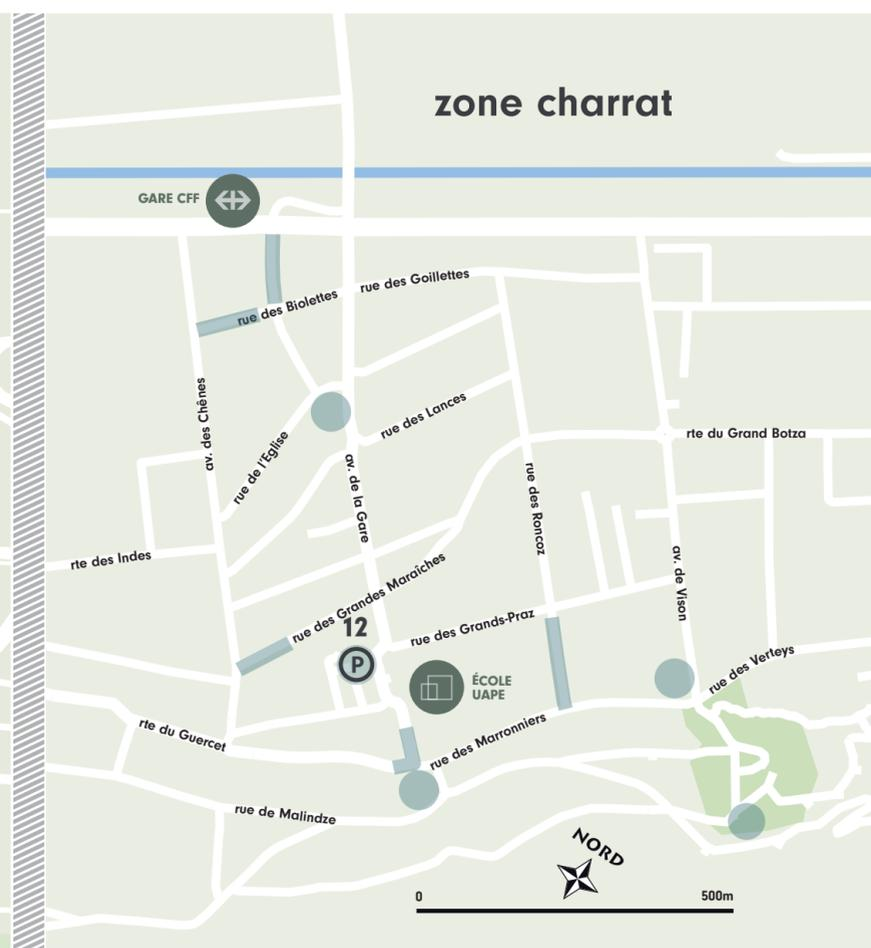 zone charrat
GARE CFF
rue des Goillettes
rue des Biolettes
av. des Chênes
rue des Lances
rue de l'Eglise
rte du Grand Botza
av. de la Gare
rue des Roncoz
rte des Indes
av. de Vison
rue des Grandes Maraîches
12
P
rue des Grands-Praz
ÉCOLE
UAPE
rue des Verteys
rte du Guercet
rue des Marronniers
rue de Malindze
NORD
0 500m